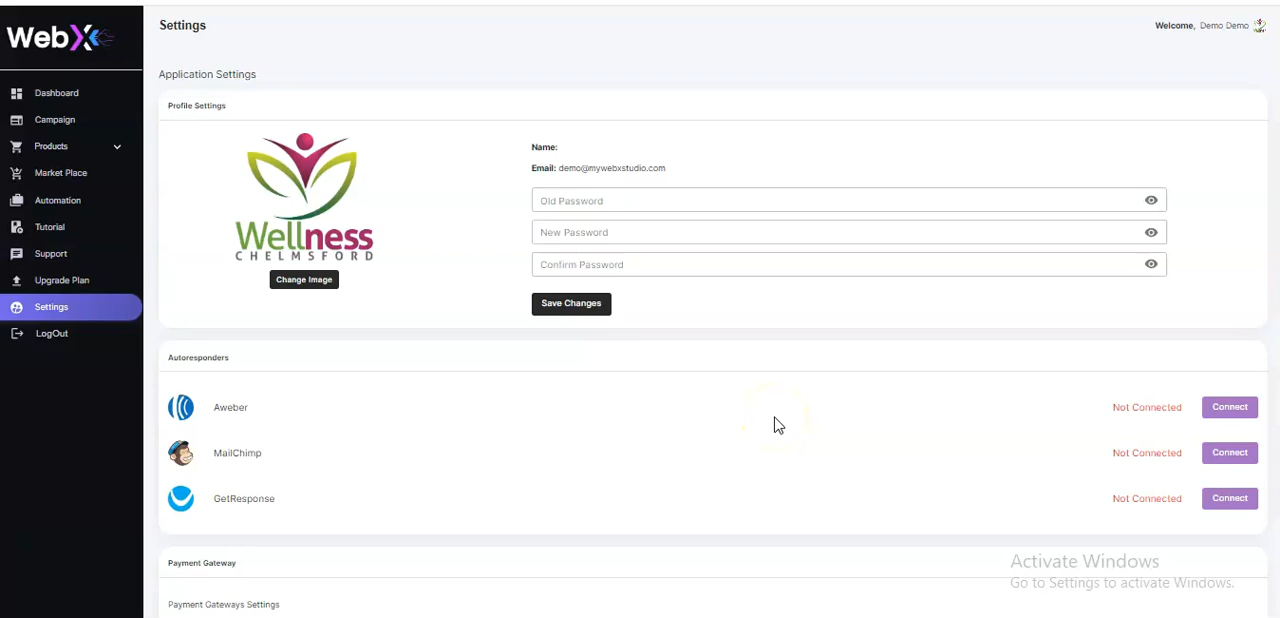 WebX
Settings
Welcome, Demo Demo
Dashboard
Campaign
Products
Market Place
Automation
Tutorial
Support
Upgrade Plan
Settings
LogOut
Application Settings
Profile Settings
Wellness
CHELMSFORD
Change Image
Name:
Email: demo@mywebxstudio.com
Old Password
New Password
Confirm Password
Save Changes
Autoresponders
Aweber Not Connected Connect
MailChimp Not Connected Connect
GetResponse Not Connected Connect
Payment Gateway
Payment Gateways Settings
Activate Windows
Go to Settings to activate Windows.